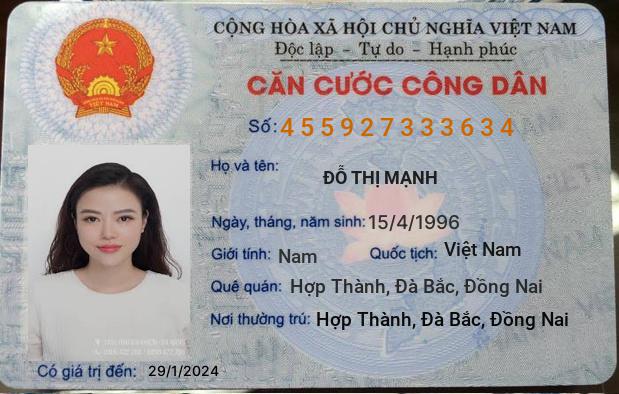 CỘNG HÒA XÃ HỘI CHỦ NGHĨA VIỆT NAM
Độc lập - Tự do - Hạnh phúc
CĂN CƯỚC CÔNG DÂN
Số: 455927333634
Họ và tên:
ĐỖ THỊ MẠNH
Ngày, tháng, năm sinh: 15/4/1996
Giới tính: Nam Quốc tịch: Việt Nam
Quê quán: Hợp Thành, Đà Bắc, Đồng Nai
Nơi thường trú: Hợp Thành, Đà Bắc, Đồng Nai
Có giá trị đến: 29/1/2024
VIỆT NAM